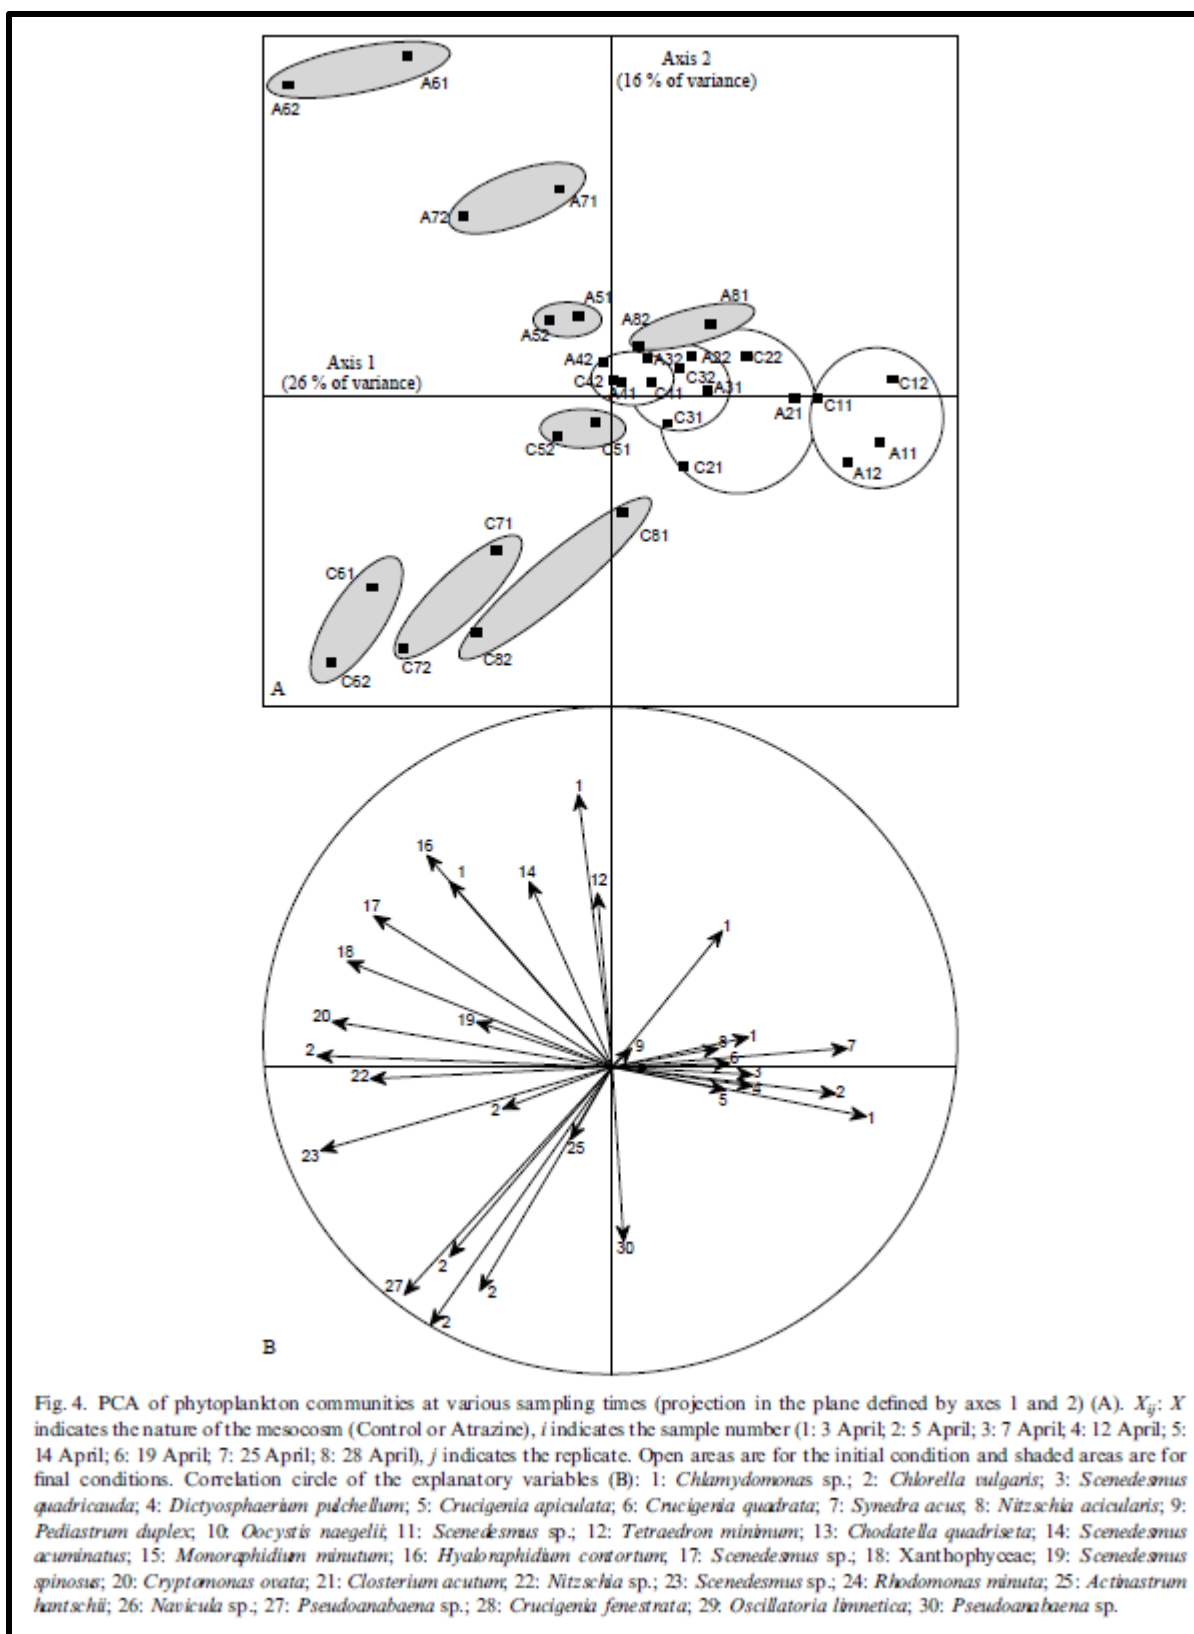 Axis 2
(16 % of variance)
A61
A62
A71
A72
A51
A52
A81
A82
A42
A32
A22
C22
Axis 1
(26 % of variance)
C42
A41
C41
C32
A31
C12
A21
C11
C31
C52
C51
C21
A11
A12
C71
C81
C61
C72
C82
C62
A
1
16
1
14
12
17
1
18
20
19
9
8
1
7
2
6
22
3
4
2
5
2
1
25
23
30
2
27
2
2
B
Fig. 4. PCA of phytoplankton communities at various sampling times (projection in the plane defined by axes 1 and 2) (A). Xij: X
indicates the nature of the mesocosm (Control or Atrazine), i indicates the sample number (1: 3 April; 2: 5 April; 3: 7 April; 4: 12 April; 5:
14 April; 6: 19 April; 7: 25 April; 8: 28 April), j indicates the replicate. Open areas are for the initial condition and shaded areas are for
final conditions. Correlation circle of the explanatory variables (B): 1: Chlamydomonas sp.; 2: Chlorella vulgaris; 3: Scenedesmus
quadricauda; 4: Dictyosphaerium pulchellum; 5: Crucigenia apiculata; 6: Crucigenia quadrata; 7: Synedra acus; 8: Nitzschia acicularis; 9:
Pediastrum duplex; 10: Oocystis naegelii; 11: Scenedesmus sp.; 12: Tetraedron minimum; 13: Chodatella quadriseta; 14: Scenedesmus
acuminatus; 15: Monoraphidium minutum; 16: Hyaloraphidium contortum; 17: Scenedesmus sp.; 18: Xanthophyceae; 19: Scenedesmus
spinosus; 20: Cryptomonas ovata; 21: Closterium acutum; 22: Nitzschia sp.; 23: Scenedesmus sp.; 24: Rhodomonas minuta; 25: Actinastrum
hantschii; 26: Navicula sp.; 27: Pseudoanabaena sp.; 28: Crucigenia fenestrata; 29: Oscillatoria limnetica; 30: Pseudoanabaena sp.